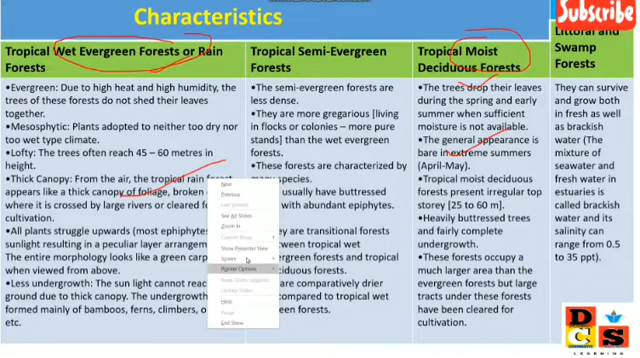 Characteristics
Subscribe
Tropical Wet Evergreen Forests or Rain
Forests
•Evergreen: Due to high heat and high humidity, the
trees of these forests do not shed their leaves
together.
•Mesophytic: Plants adopted to neither too dry nor
too wet type climate.
•Lofty: The trees often reach 45 – 60 metres in
height.
•Thick Canopy: From the air, the tropical rain forest
appears like a thick canopy of foliage, broken
where it is crossed by large rivers or cleared for
cultivation.
•All plants struggle upwards (most ephiphytes
sunlight resulting in a peculiar layer arrangement
The entire morphology looks like a green carp
when viewed from above.
•Less undergrowth: The sun light cannot reach
ground due to thick canopy. The undergrowth
formed mainly of bamboos, ferns, climbers, o
etc.
Tropical Semi-Evergreen
Forests
•The semi-evergreen forests are
less dense.
•They are more gregarious [living
in flocks or colonies – more pure
stands] than the wet evergreen
forests.
•These forests are characterized by
many species.
usually have buttressed
with abundant epiphytes.
They are transitional forests
between tropical wet
evergreen forests and tropical
deciduous forests.
are comparatively drier
compared to tropical wet
evergreen forests.
New
Previous
Last Viewed
See All Slides
Zoom In
Custom Show
Show Presenter View
Screen
Pointer Options
Help
End Show
Tropical Moist
Deciduous Forests
•The trees drop their leaves
during the spring and early
summer when sufficient
moisture is not available.
•The general appearance is
bare in extreme summers
(April-May).
•Tropical moist deciduous
forests present irregular top
storey [25 to 60 m].
•Heavily buttressed trees
and fairly complete
undergrowth.
•These forests occupy a
much larger area than the
evergreen forests but large
tracts under these forests
have been cleared for
cultivation.
Littoral and
Swamp
Forests
•They can survive
and grow both
in fresh as well
as brackish
water (The
mixture of
seawater and
fresh water in
estuaries is
called brackish
water and its
salinity can
range from 0.5
to 35 ppt).
DCS